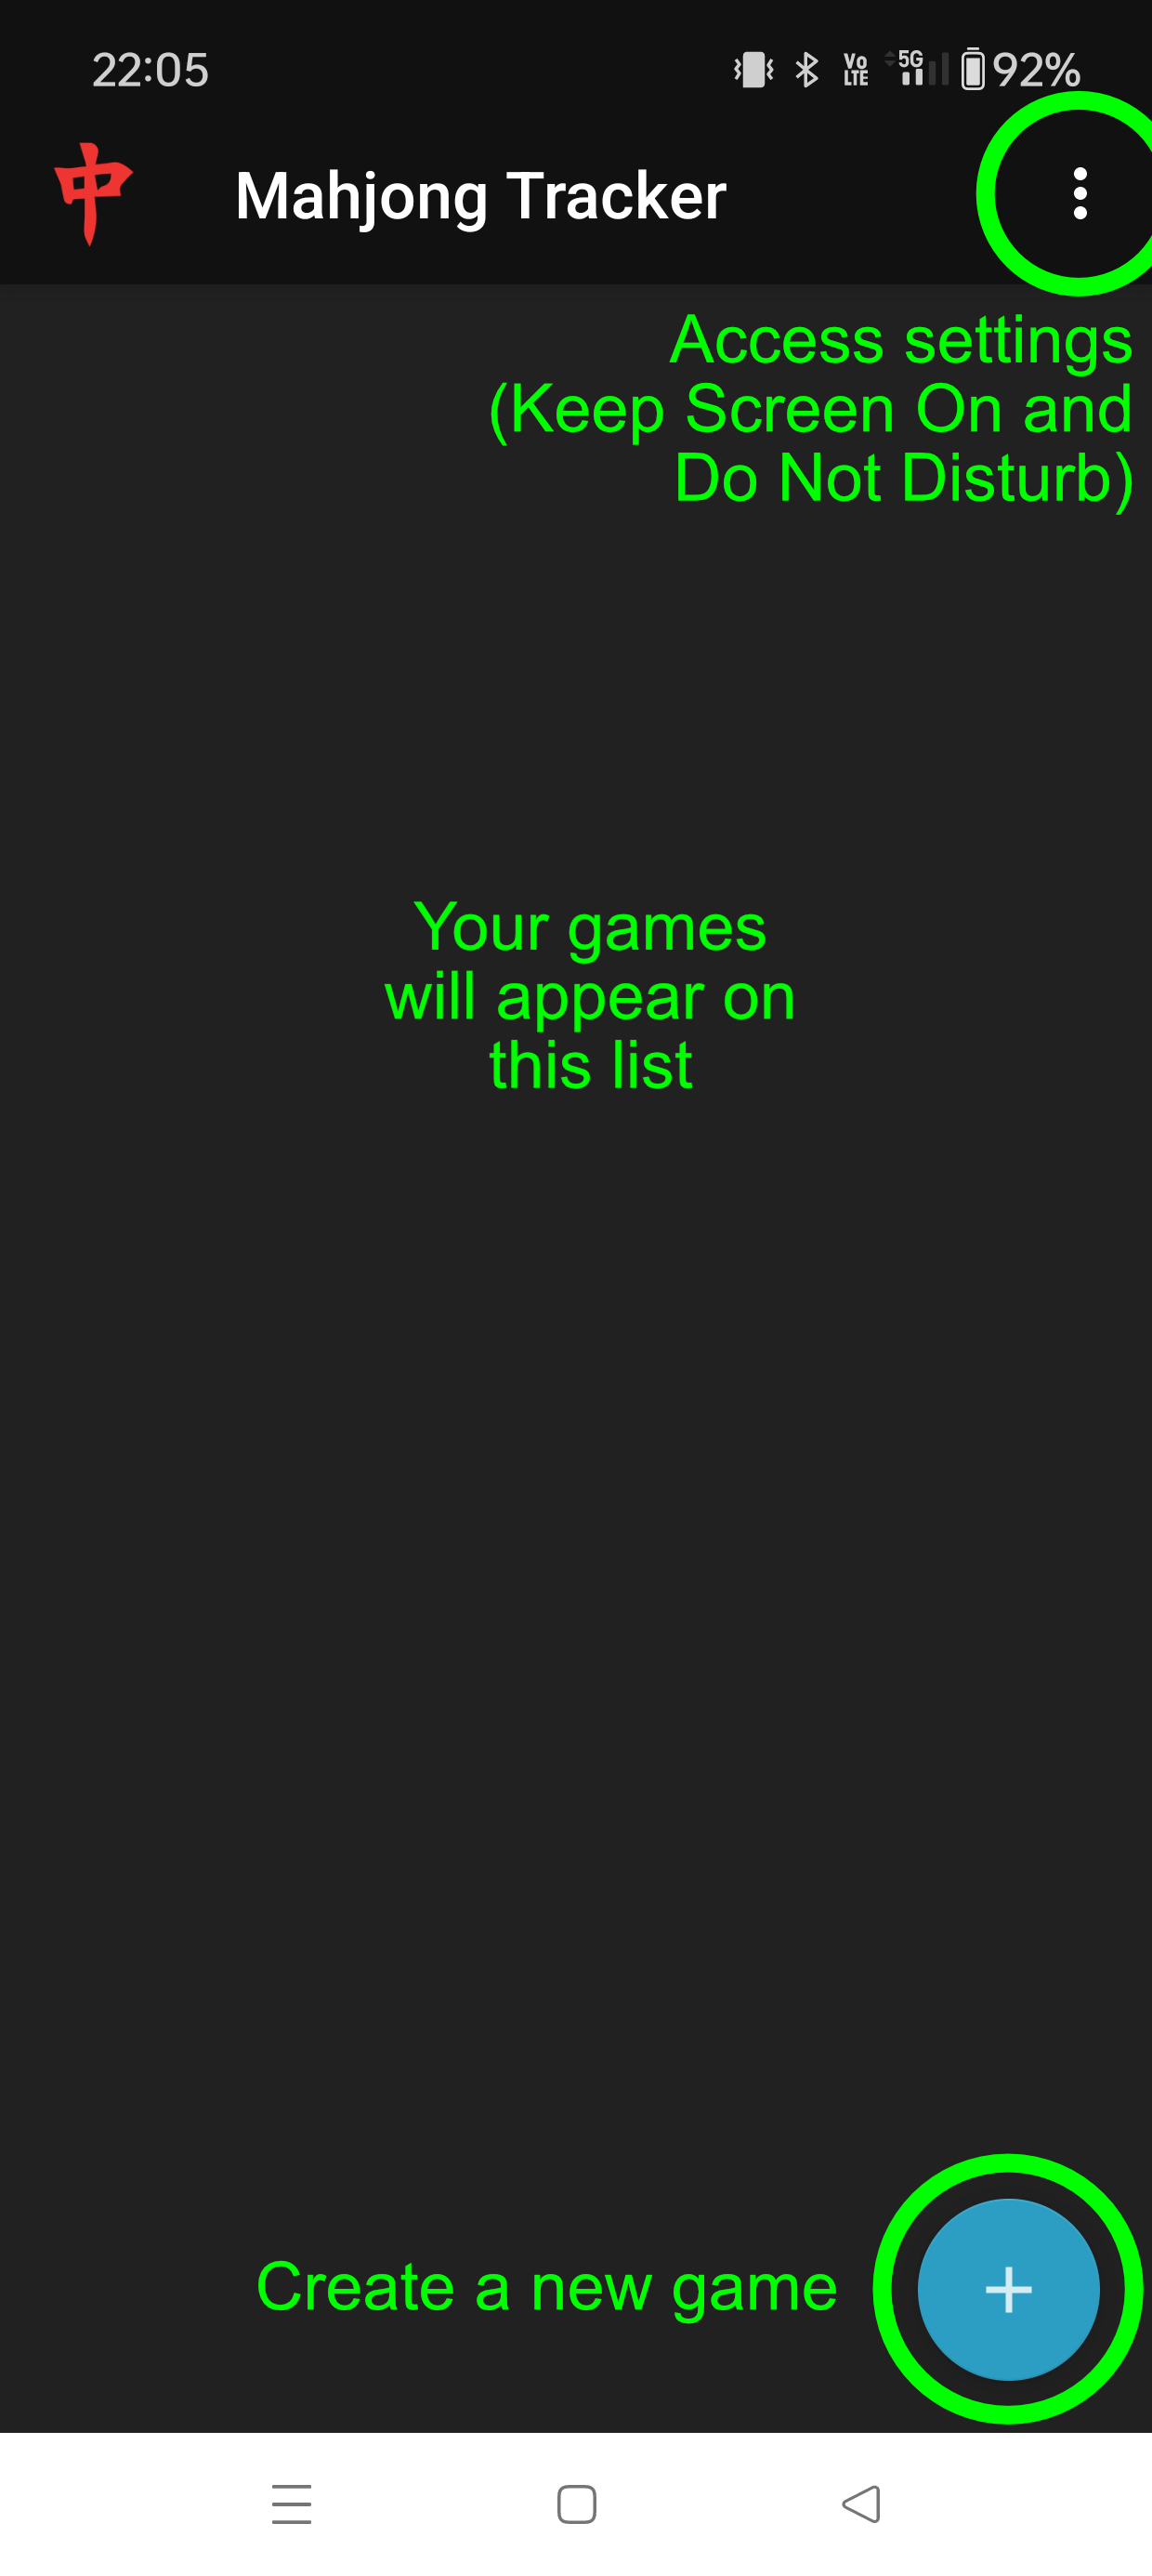 22:05
Vo
LTE
5G
92%
中
Mahjong Tracker
Access settings
(Keep Screen On and
Do Not Disturb)
Your games
will appear on
this list
Create a new game